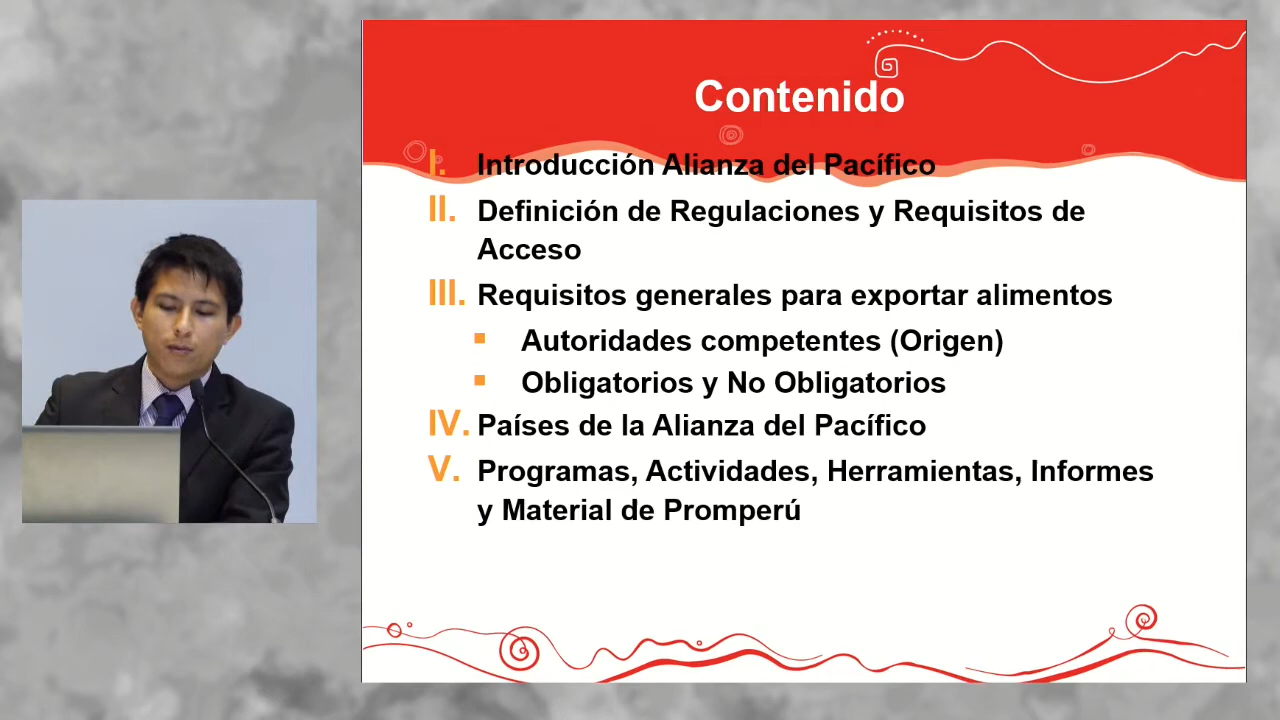 Contenido
I. Introducción Alianza del Pacífico
II. Definición de Regulaciones y Requisitos de
Acceso
III. Requisitos generales para exportar alimentos
▪ Autoridades competentes (Origen)
▪ Obligatorios y No Obligatorios
IV. Países de la Alianza del Pacífico
V. Programas, Actividades, Herramientas, Informes
y Material de Promperú